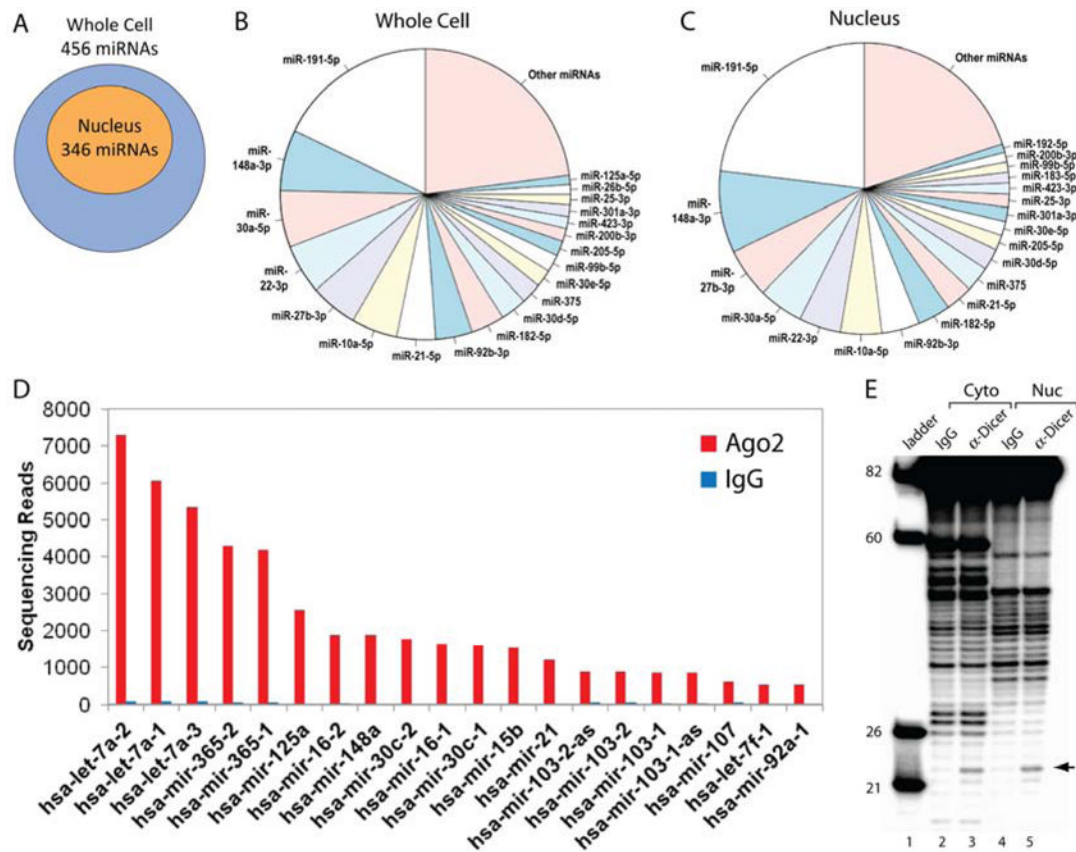 A
Whole Cell
456 miRNAs
Nucleus
346 miRNAs
B
Whole Cell
miR-191-5p
Other miRNAs
miR-
148a-3p
miR-
30a-5p
miR-
22-3p
miR-27b-3p
miR-10a-5p
miR-21-5p
miR-92b-3p
miR-182-5p
miR-30d-5p
miR-375
miR-30e-5p
miR-99b-5p
miR-205-5p
miR-200b-3p
miR-423-3p
miR-301a-3p
miR-25-3p
miR-26b-5p
miR-125a-5p
C
Nucleus
miR-191-5p
Other miRNAs
miR-
148a-3p
miR-
27b-3p
miR-30a-5p
miR-22-3p
miR-10a-5p
miR-92b-3p
miR-182-5p
miR-21-5p
miR-375
miR-30d-5p
miR-205-5p
miR-30e-5p
miR-301a-3p
miR-25-3p
miR-423-3p
miR-183-5p
miR-99b-5p
miR-200b-3p
miR-192-5p
D
Sequencing Reads
8000
7000
6000
5000
4000
3000
2000
1000
0
Ago2
IgG
hsa-let-7a-2
hsa-let-7a-1
hsa-let-7a-3
hsa-mir-365-2
hsa-mir-365-1
hsa-mir-125a
hsa-mir-16-2
hsa-mir-148a
hsa-mir-30c-2
hsa-mir-16-1
hsa-mir-30c-1
hsa-mir-15b
hsa-mir-21
hsa-mir-103-2-as
hsa-mir-103-2
hsa-mir-103-1
hsa-mir-103-1-as
hsa-mir-107
hsa-let-7f-1
hsa-mir-92a-1
E
Cyto Nuc
ladder IgG α-Dicer IgG α-Dicer
82
60
26
21
1 2 3 4 5